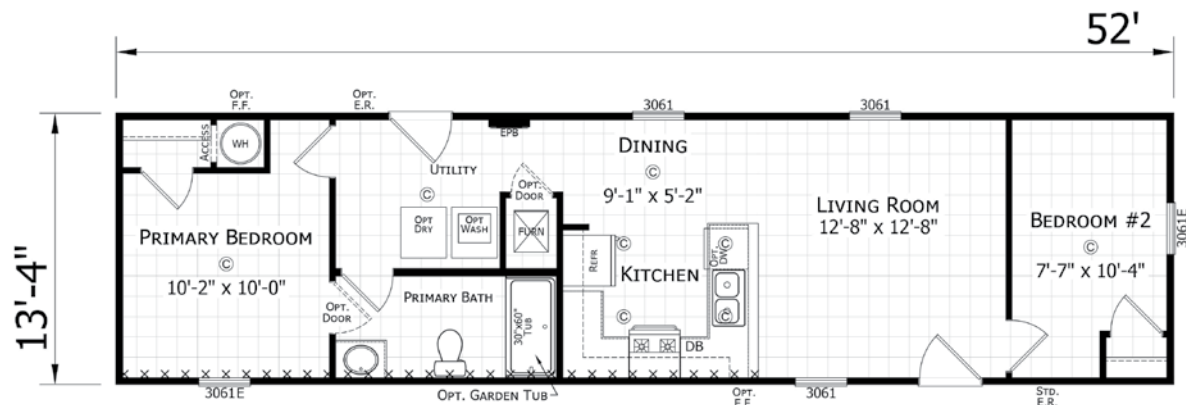 52'
13'-4"
OPT.
F.F.
OPT.
E.R.
3061
3061
ACCESS
WH
EPB
UTILITY
C
OPT.
DOOR
FURN
OPT
DRY
OPT
WASH
DINING
C
9'-1" x 5'-2"
LIVING ROOM
12'-8" x 12'-8"
BEDROOM #2
C
7'-7" x 10'-4"
3061E
PRIMARY BEDROOM
C
10'-2" x 10'-0"
OPT.
DOOR
PRIMARY BATH
30"x60"
TUB
REFR
C
C
KITCHEN
OPT.
DW
C
C
DB
3061E
OPT. GARDEN TUB
OPT.
F.F.
3061
STD.
E.R.